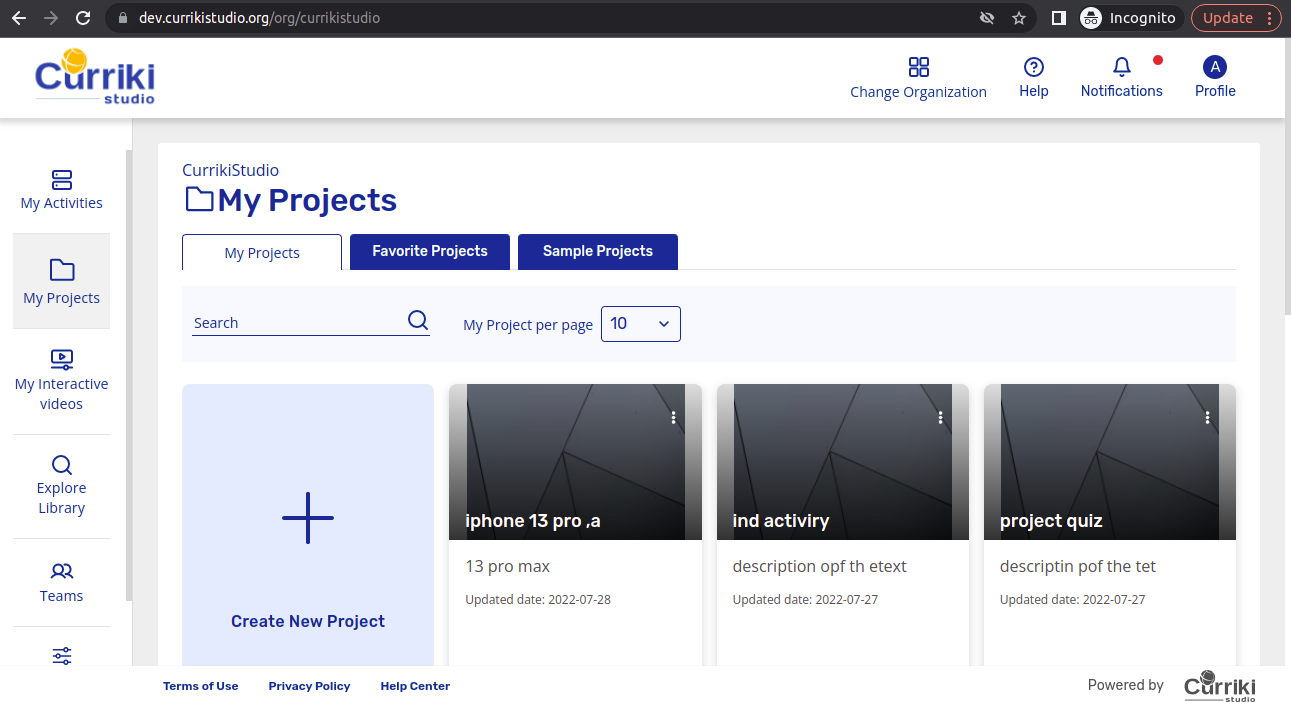 dev.currikistudio.org/org/currikistudio
Incognito
Update
Curriki
studio
Change Organization
Help
Notifications
A
Profile
My Activities
My Projects
My Interactive
videos
Explore
Library
Teams
CurrikiStudio
My Projects
My Projects
Favorite Projects
Sample Projects
Search
My Project per page
10
Create New Project
iphone 13 pro ,a
13 pro max
Updated date: 2022-07-28
ind activiry
description opf th etext
Updated date: 2022-07-27
project quiz
descriptin pof the tet
Updated date: 2022-07-27
Terms of Use
Privacy Policy
Help Center
Powered by
Curriki
studio